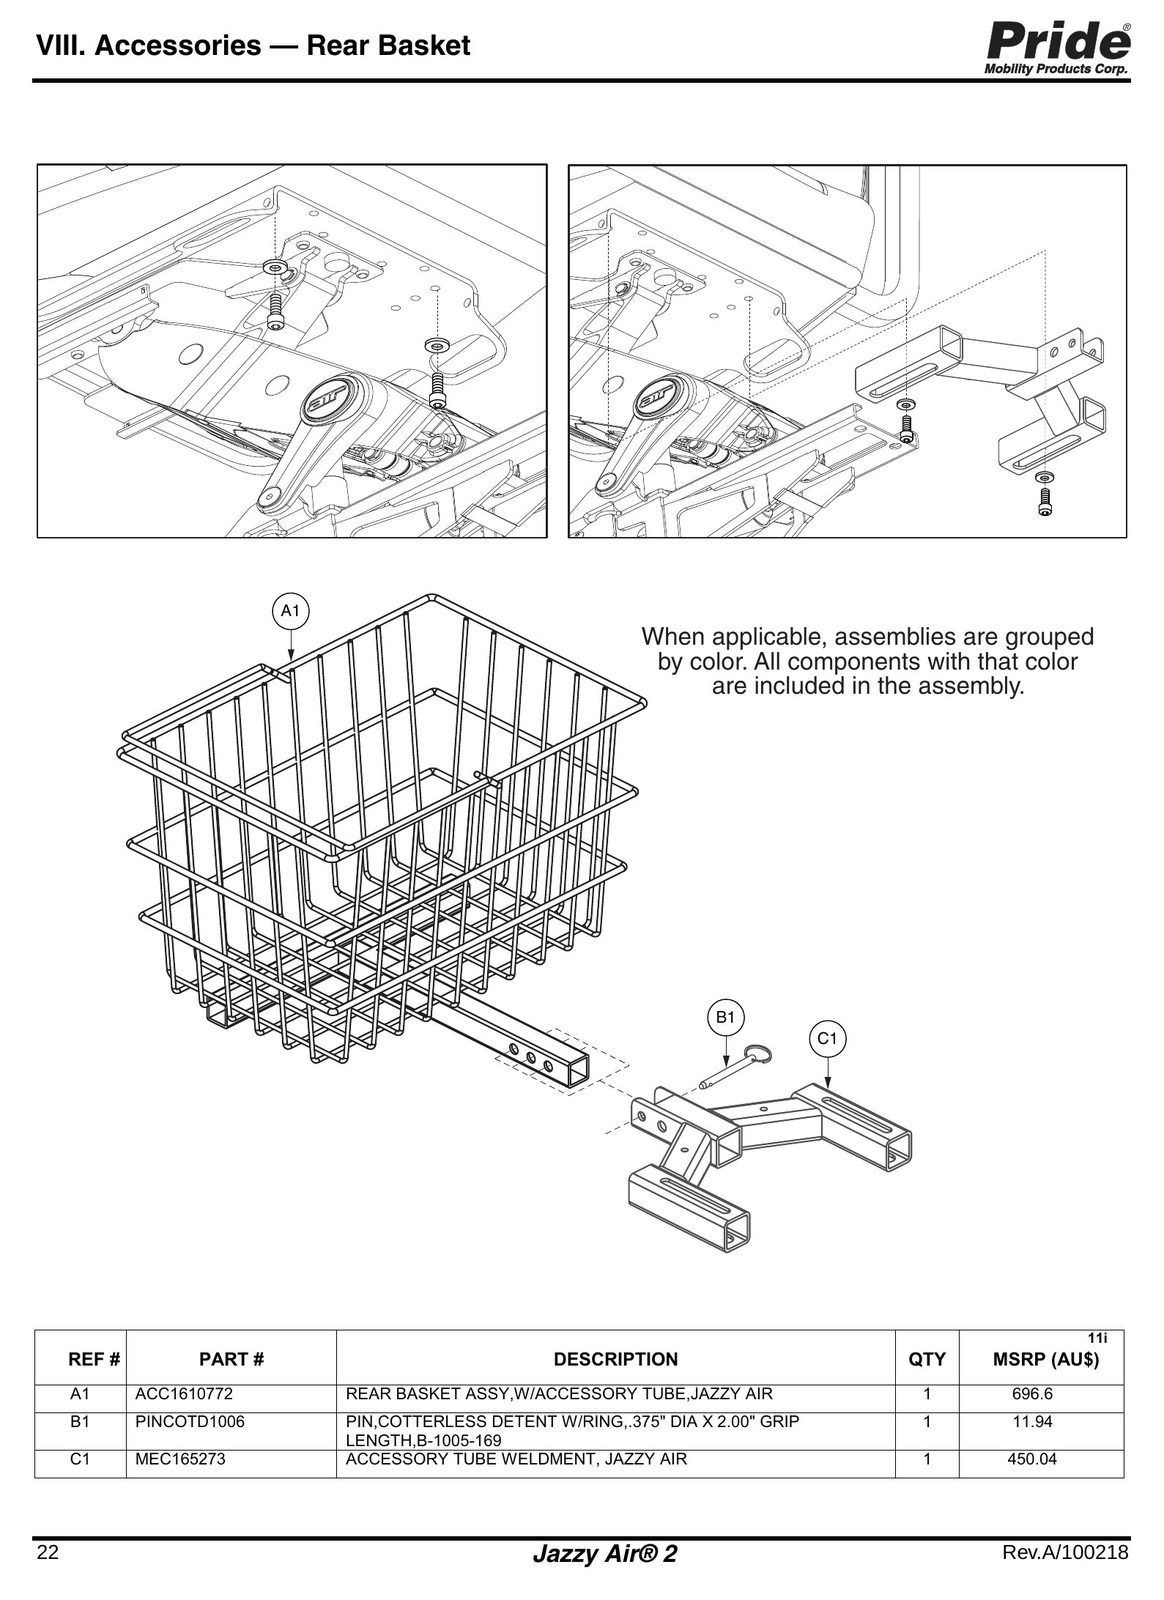 VIII. Accessories — Rear Basket
Pride®
Mobility Products Corp.
A1
When applicable, assemblies are grouped
by color. All components with that color
are included in the assembly.
B1
C1
11i
REF # PART # DESCRIPTION QTY MSRP (AU$)
A1 ACC1610772 REAR BASKET ASSY,W/ACCESSORY TUBE,JAZZY AIR 1 696.6
B1 PINCOTD1006 PIN,COTTERLESS DETENT W/RING,.375" DIA X 2.00" GRIP 1 11.94
LENGTH,B-1005-169
C1 MEC165273 ACCESSORY TUBE WELDMENT, JAZZY AIR 1 450.04
22 Jazzy Air® 2 Rev.A/100218